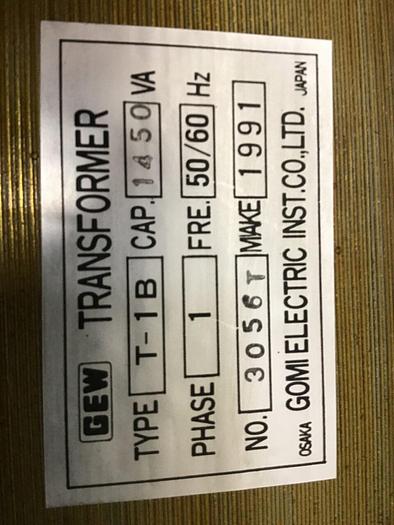 GEW TRANSFORMER
TYPE T-1B CAP. 1450 VA
PHASE 1 FRE. 50/60 Hz
NO. 3056T MAKE 1991
OSAKA GOMI ELECTRIC INST.CO.,LTD. JAPAN